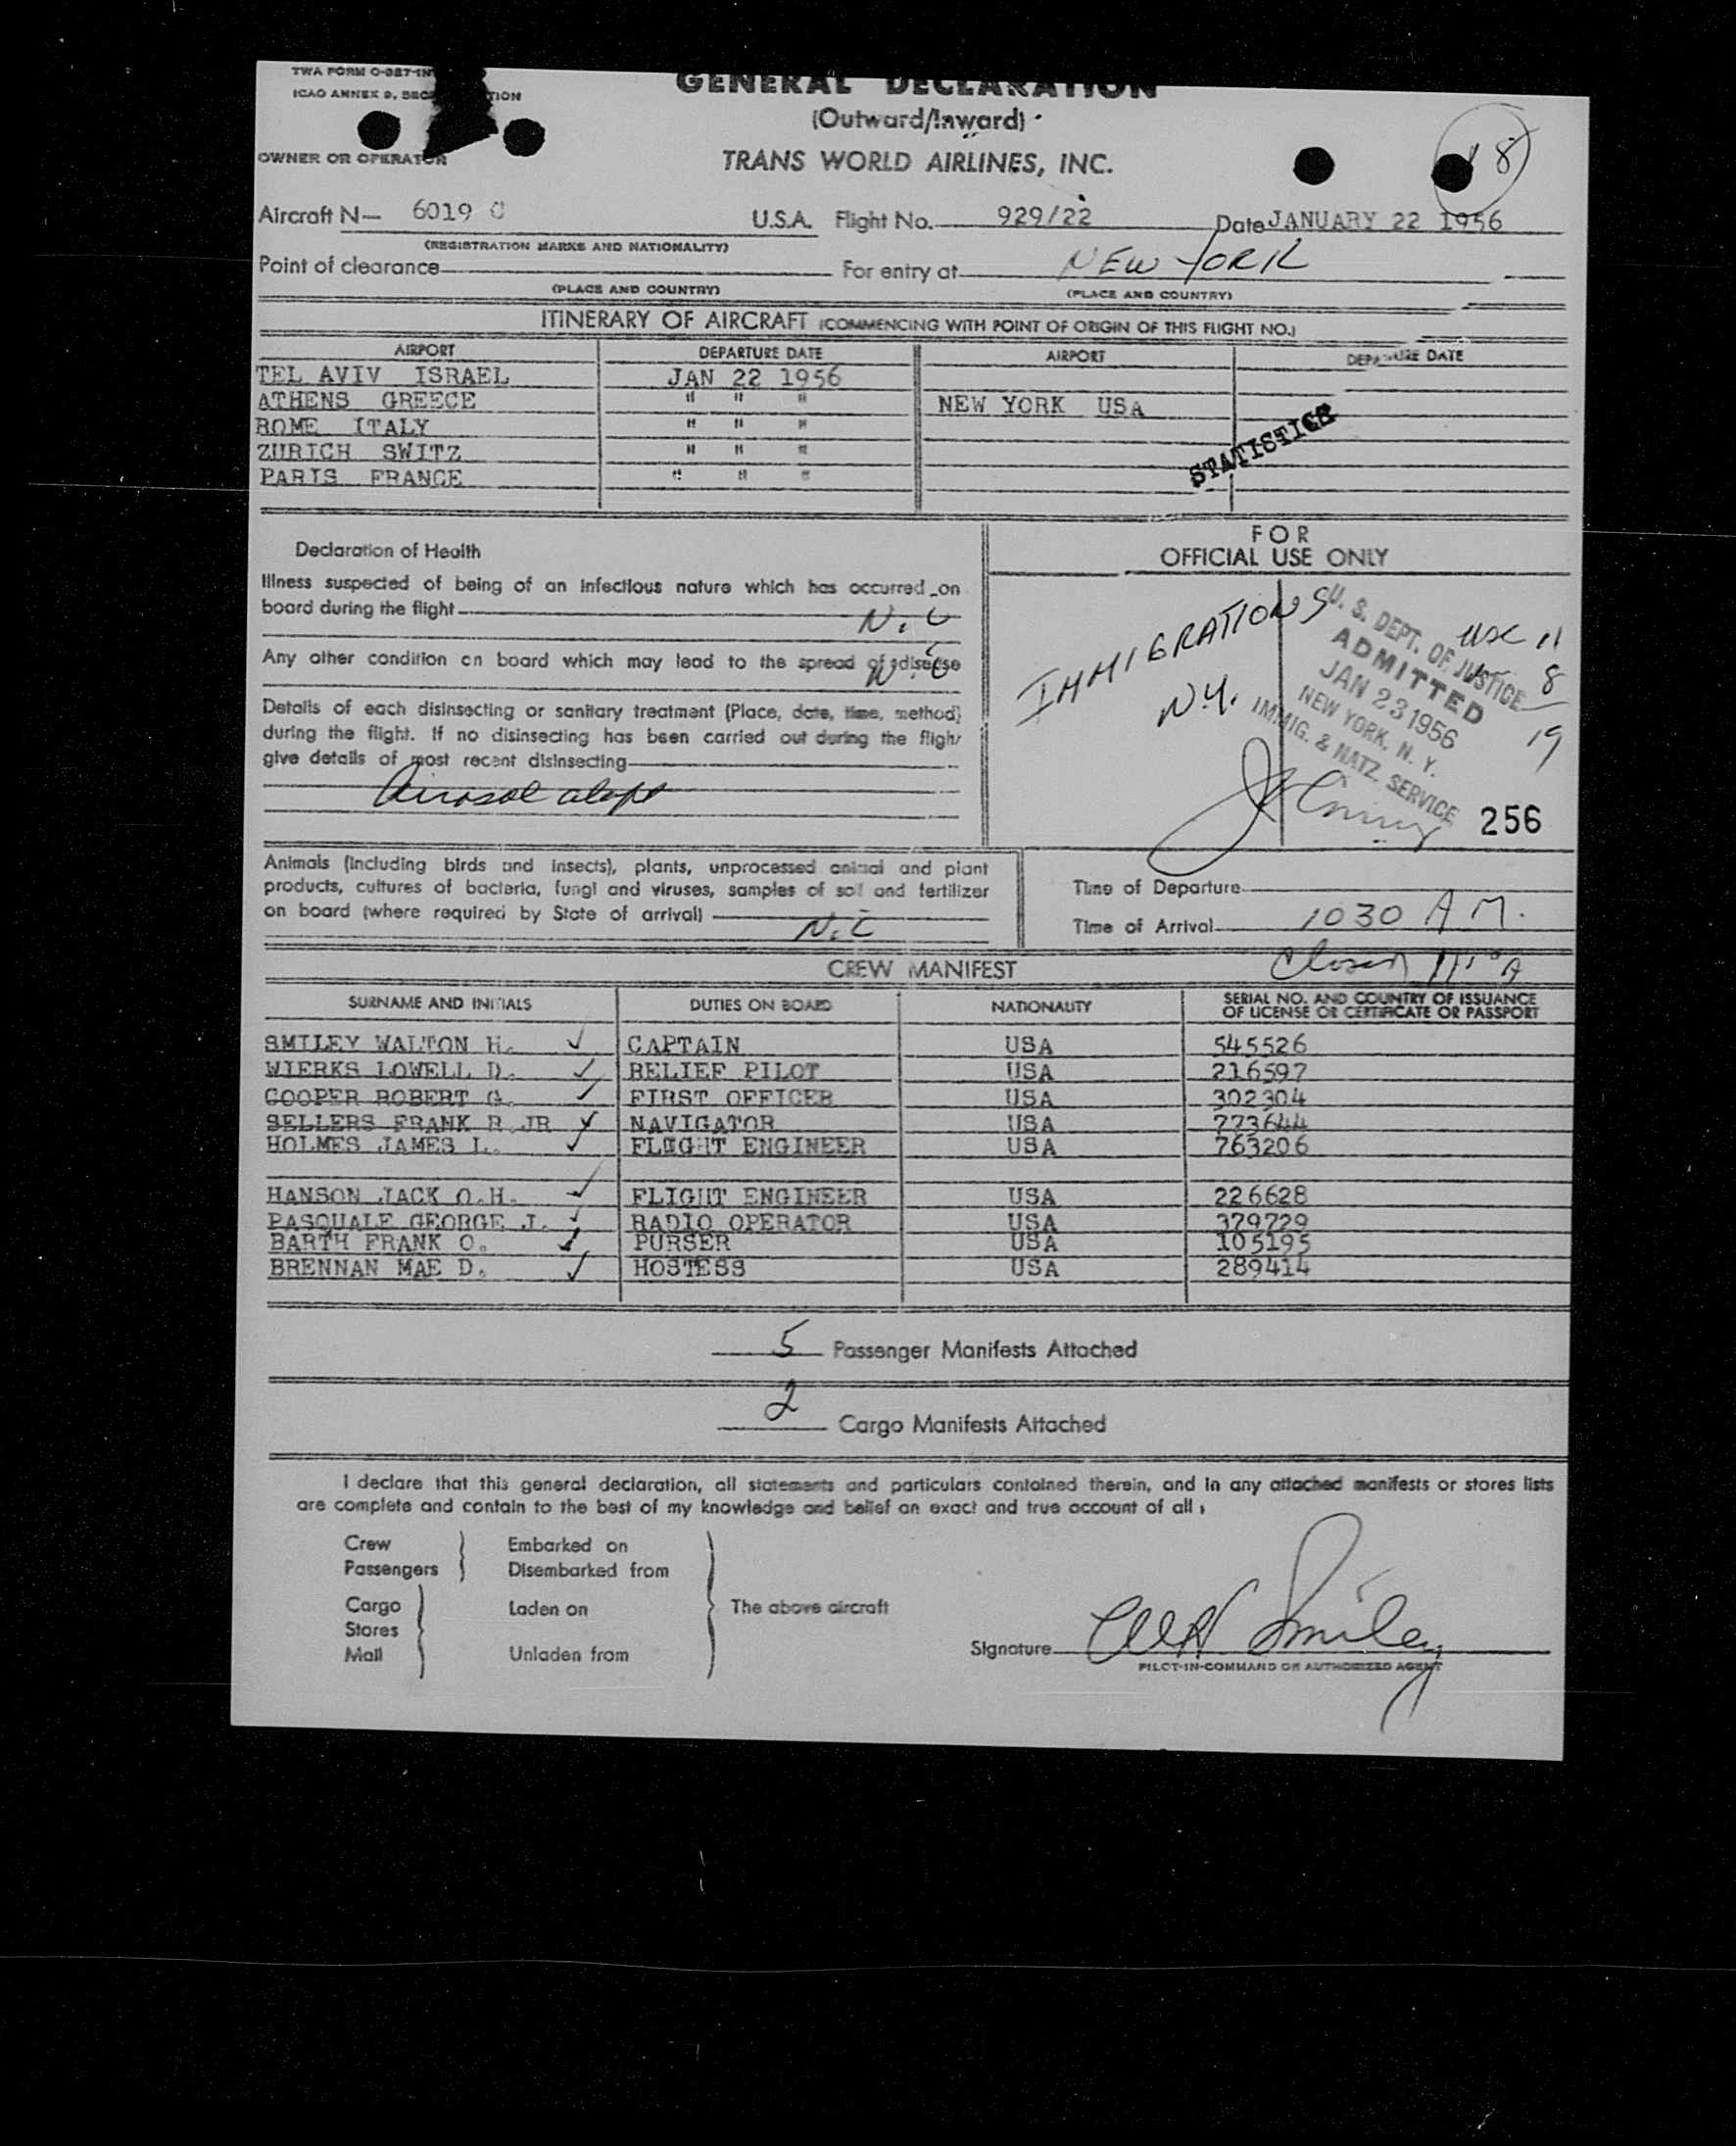 TWA FORM O-387-IN
ICAO ANNEX 9,
GENERAL DECLARATION
(Outward/Inward)
OWNER OR OPERATOR
TRANS WORLD AIRLINES, INC.
8
Aircraft N— 6019 C U.S.A. Flight No. 929/22 Date JANUARY 22 1956
(REGISTRATION MARKS AND NATIONALITY)
Point of clearance For entry at NEW YORK
(PLACE AND COUNTRY) (PLACE AND COUNTRY)
ITINERARY OF AIRCRAFT (COMMENCING WITH POINT OF ORIGIN OF THIS FLIGHT NO.)
AIRPORT DEPARTURE DATE AIRPORT DEPARTURE DATE
TEL AVIV ISRAEL JAN 22 1956
ATHENS GREECE " " " NEW YORK USA
ROME ITALY " " "
ZURICH SWITZ " " "
PARIS FRANCE " " "
STATISTICS
Declaration of Health
Illness suspected of being of an infectious nature which has occurred on
board during the flight
Any other condition on board which may lead to the spread of disease
Details of each disinsecting or sanitary treatment (Place, date, time, method)
during the flight. If no disinsecting has been carried out during the flight
give details of most recent disinsecting
FOR
OFFICIAL USE ONLY
IMMIGRATIONS
N.Y.
U. S. DEPT. OF JUSTICE
ADMITTED
JAN 23 1956
NEW YORK, N. Y.
IMMIG. & NATZ. SERVICE
USC 11
8
19
256
Animals (including birds and insects), plants, unprocessed animal and plant
products, cultures of bacteria, fungi and viruses, samples of soil and fertilizer
on board (where required by State of arrival)
Time of Departure
Time of Arrival 1030 A M.
Closed
CREW MANIFEST
SURNAME AND INITIALS DUTIES ON BOARD NATIONALITY SERIAL NO. AND COUNTRY OF ISSUANCE
OF LICENSE OR CERTIFICATE OR PASSPORT
SMILEY WALTON H. CAPTAIN USA 545526
WIERKS LOWELL D. RELIEF PILOT USA 216597
COOPER ROBERT G. FIRST OFFICER USA 302304
SELLERS FRANK R JR NAVIGATOR USA 773644
HOLMES JAMES L. FLIGHT ENGINEER USA 763206
HANSON JACK O.H. FLIGHT ENGINEER USA 226628
PASQUALE GEORGE J. RADIO OPERATOR USA 379729
BARTH FRANK O. PURSER USA 105195
BRENNAN MAE D. HOSTESS USA 289414
5 Passenger Manifests Attached
2 Cargo Manifests Attached
I declare that this general declaration, all statements and particulars contained therein, and in any attached manifests or stores lists
are complete and contain to the best of my knowledge and belief an exact and true account of all:
Crew Embarked on
Passengers Disembarked from
Cargo Laden on The above aircraft
Stores
Mail Unladen from
Signature WH Smiley
PILOT-IN-COMMAND OR AUTHORIZED AGENT